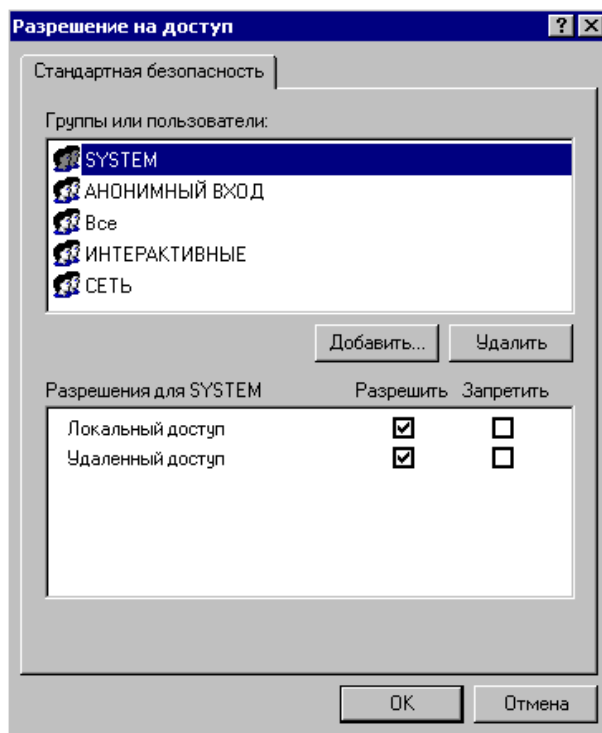 Разрешение на доступ
Стандартная безопасность
Группы или пользователи:
SYSTEM
АНОНИМНЫЙ ВХОД
Все
ИНТЕРАКТИВНЫЕ
СЕТЬ
Добавить... Удалить
Разрешения для SYSTEM Разрешить Запретить
Локальный доступ
Удаленный доступ
OK Отмена